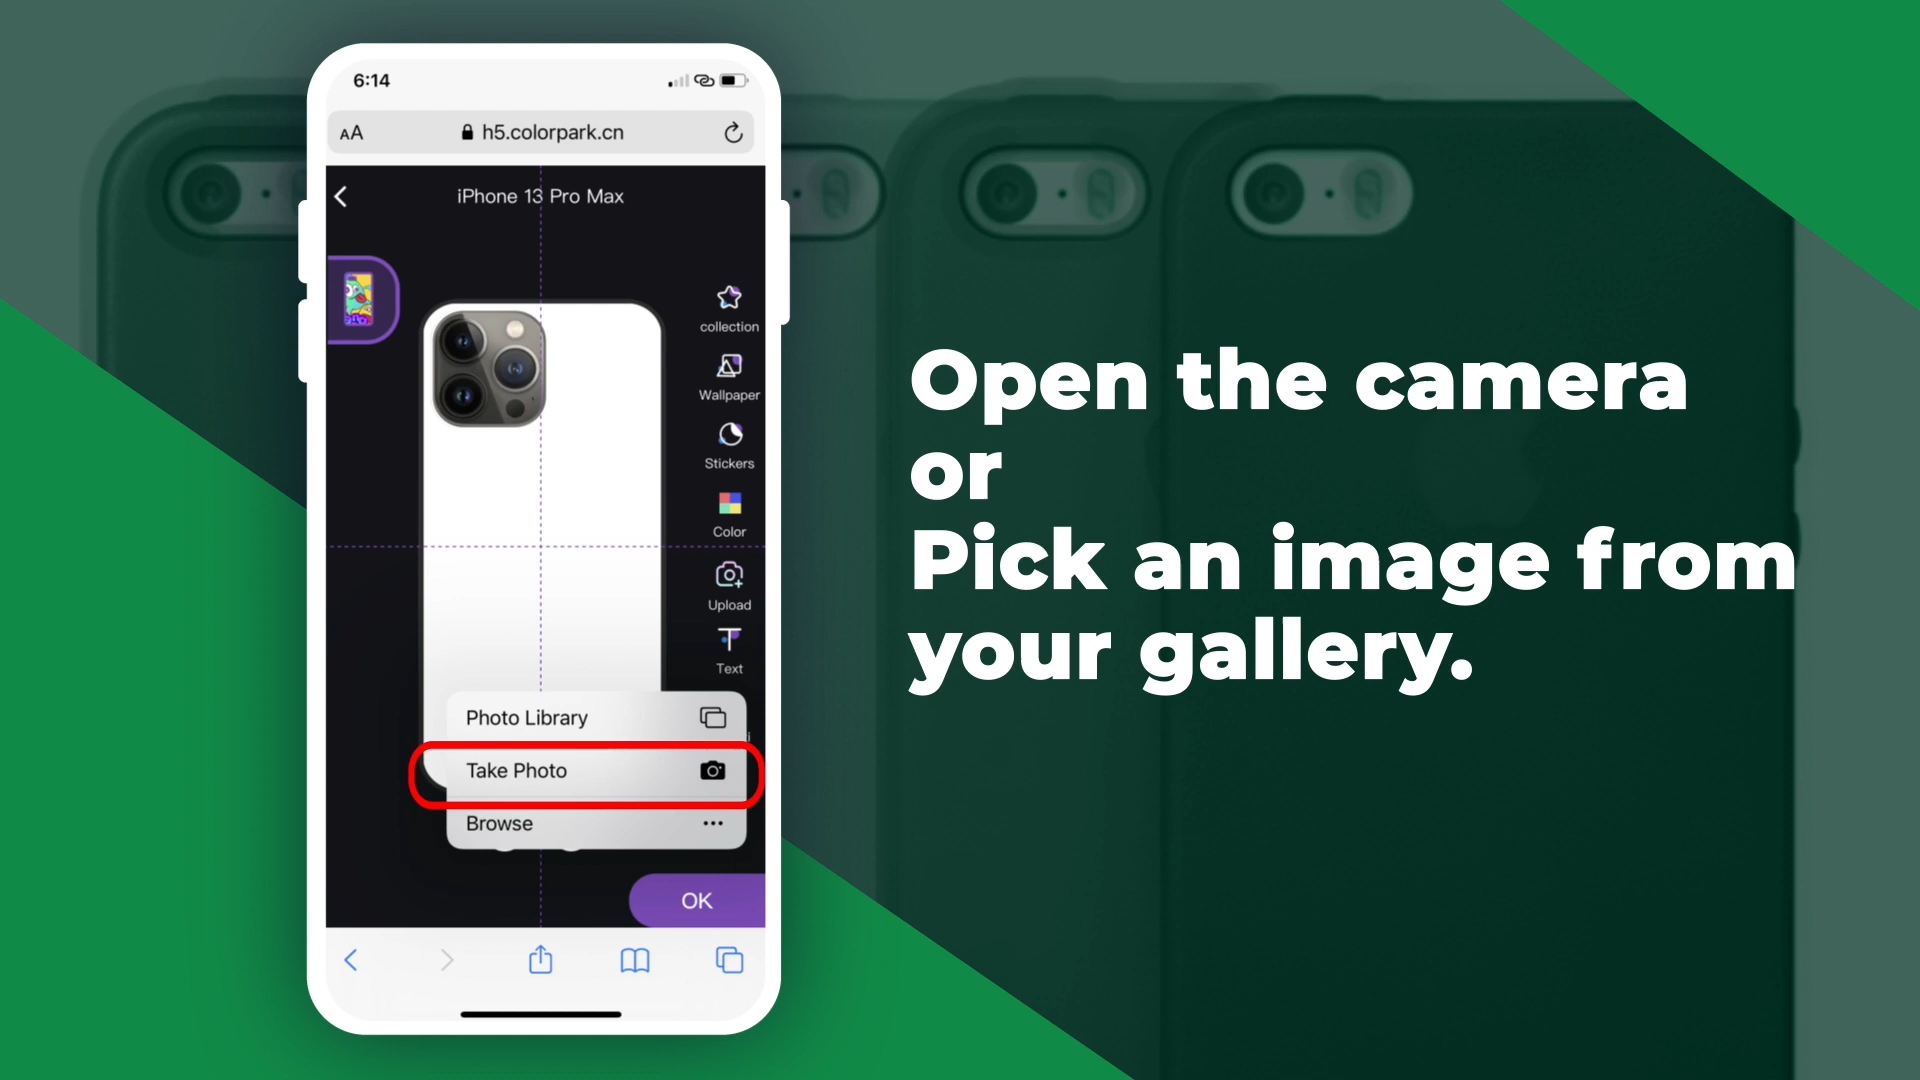 6:14
AA
h5.colorpark.cn
iPhone 13 Pro Max
collection
Wallpaper
Stickers
Color
Upload
Text
Photo Library
Take Photo
Browse
OK
Open the camera
or
Pick an image from
your gallery.